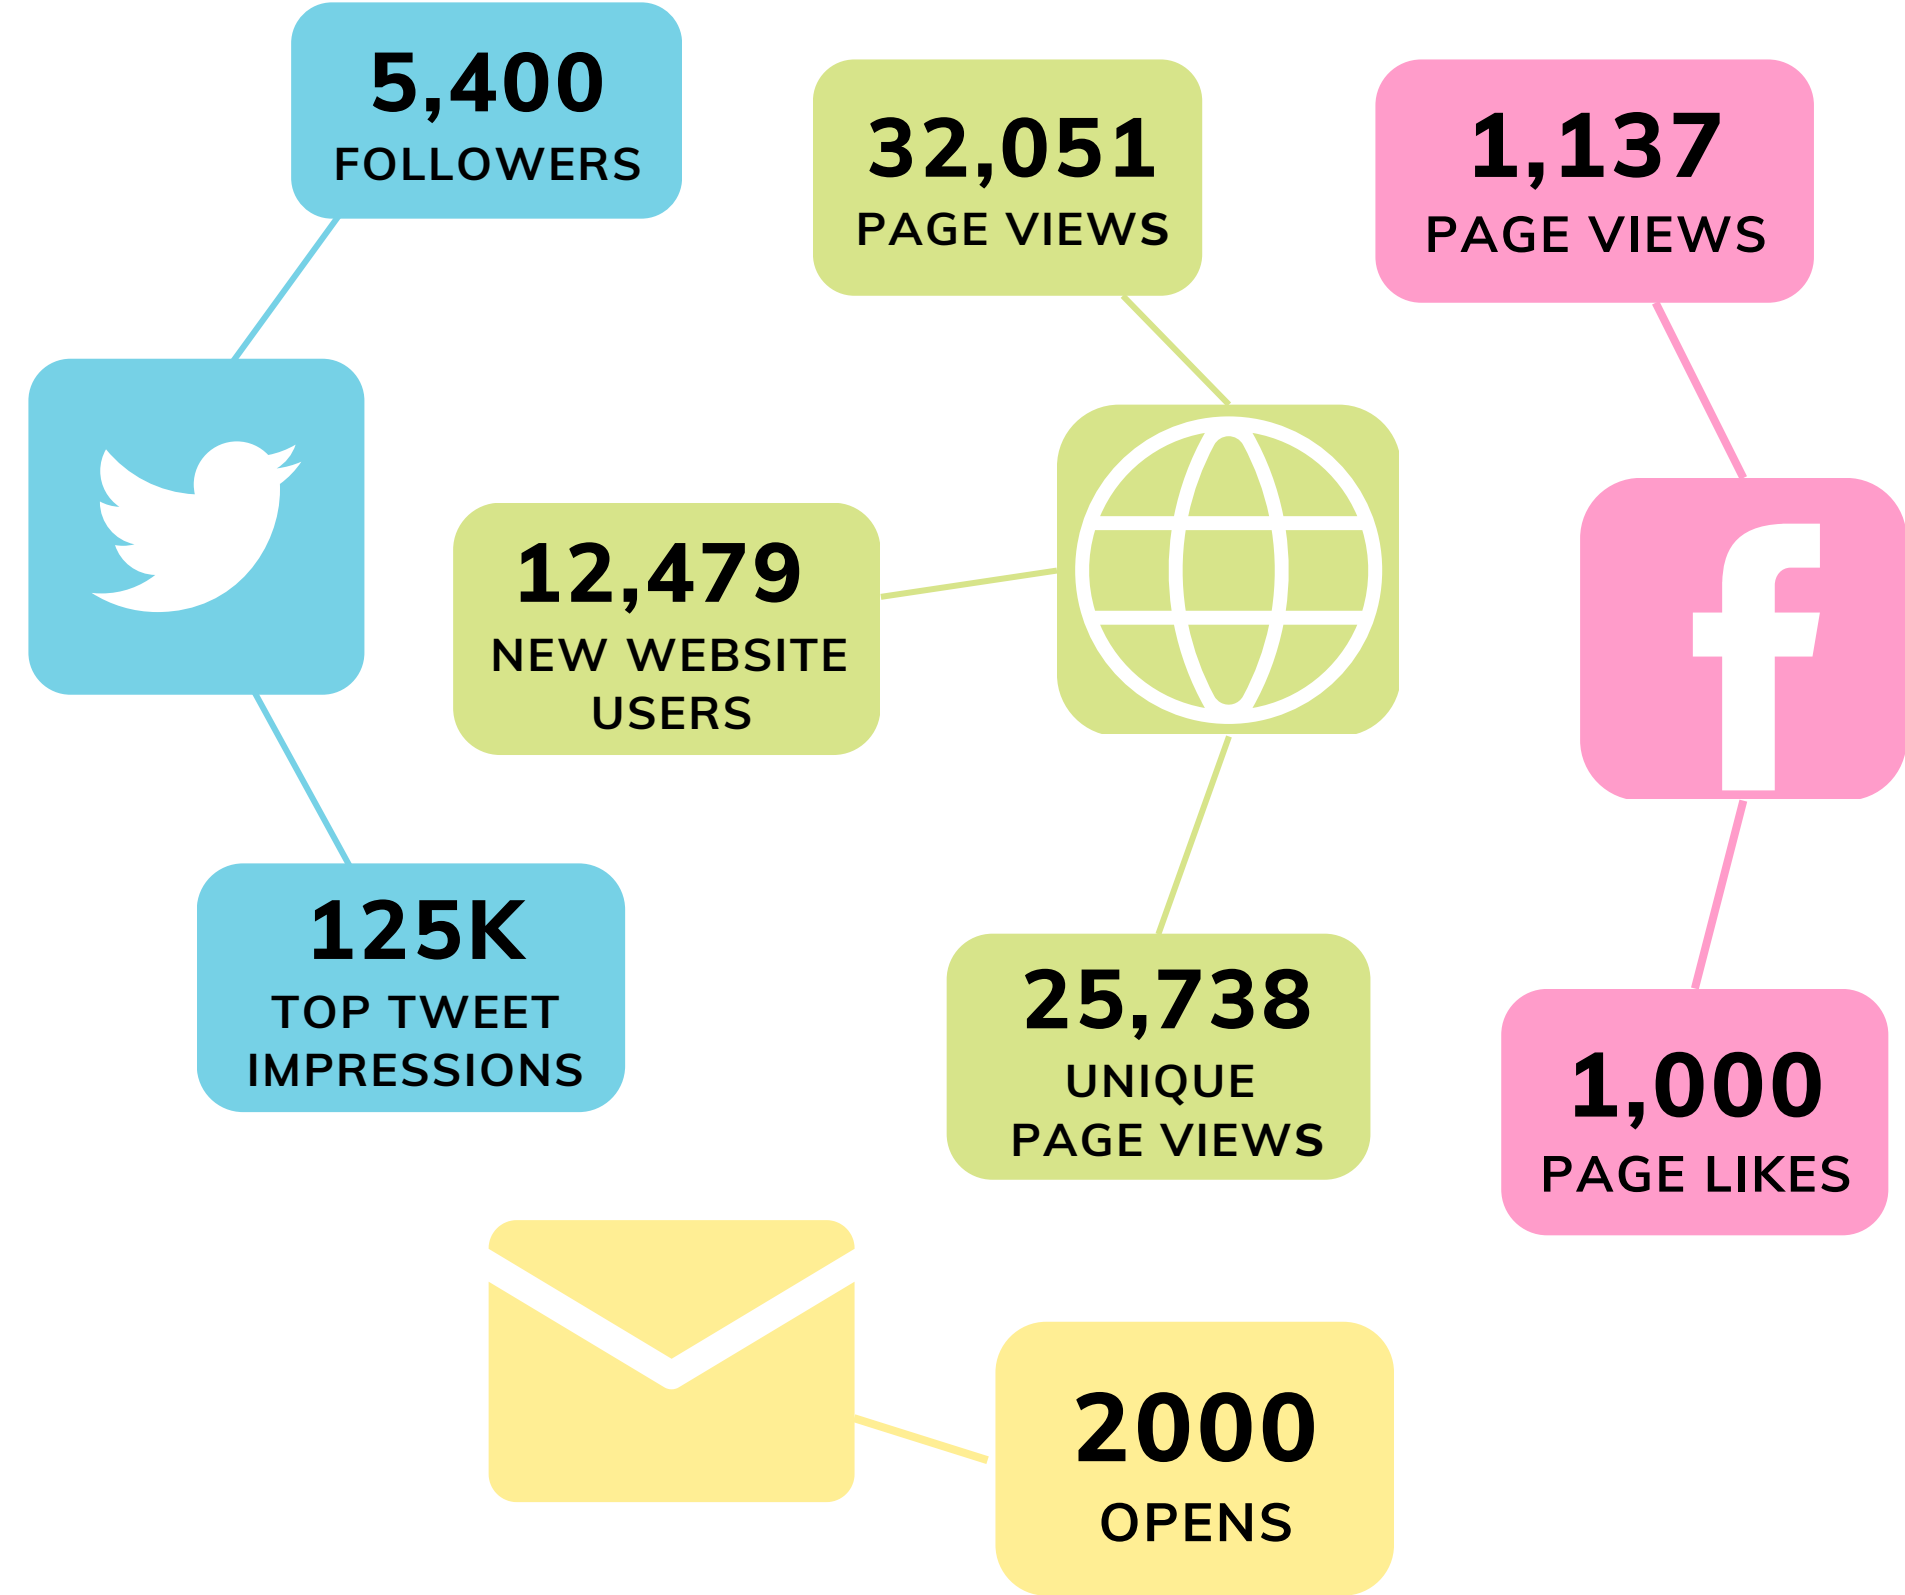 5,400
FOLLOWERS
32,051
PAGE VIEWS
1,137
PAGE VIEWS
12,479
NEW WEBSITE
USERS
125K
TOP TWEET
IMPRESSIONS
25,738
UNIQUE
PAGE VIEWS
1,000
PAGE LIKES
2000
OPENS